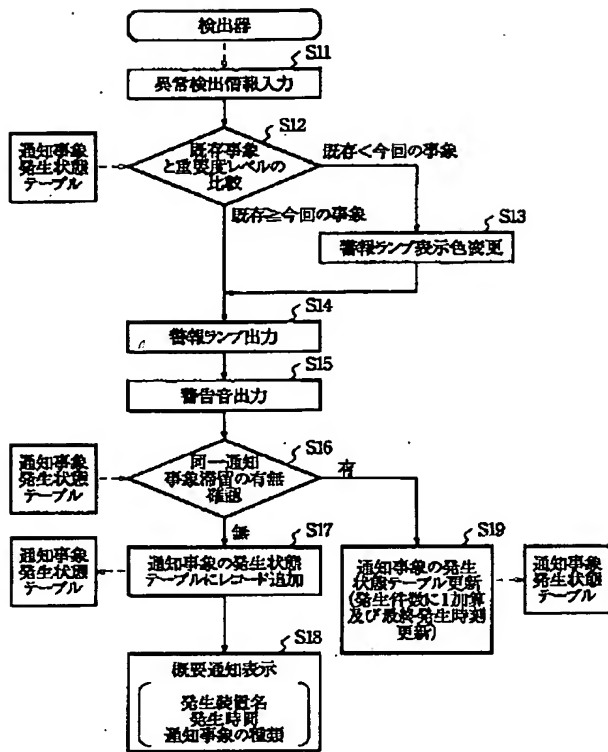 検出器
S11
異常検出情報入力
S12
既存事象
と重要度レベルの
比較
通知事象
発生状態
テーブル
既存<今回の事象
既存≧今回の事象
S13
警報ランプ表示色変更
S14
警報ランプ出力
S15
警告音出力
S16
同一通知
事象滞留の有無
確認
通知事象
発生状態
テーブル
有
無
S17
通知事象の発生状態
テーブルにレコード追加
通知事象
発生状態
テーブル
S19
通知事象の発生
状態テーブル更新
(発生件数に1加算
及び最終発生時刻
更新)
通知事象
発生状態
テーブル
S18
概要通知表示
発生装置名
発生時間
通知事象の種類